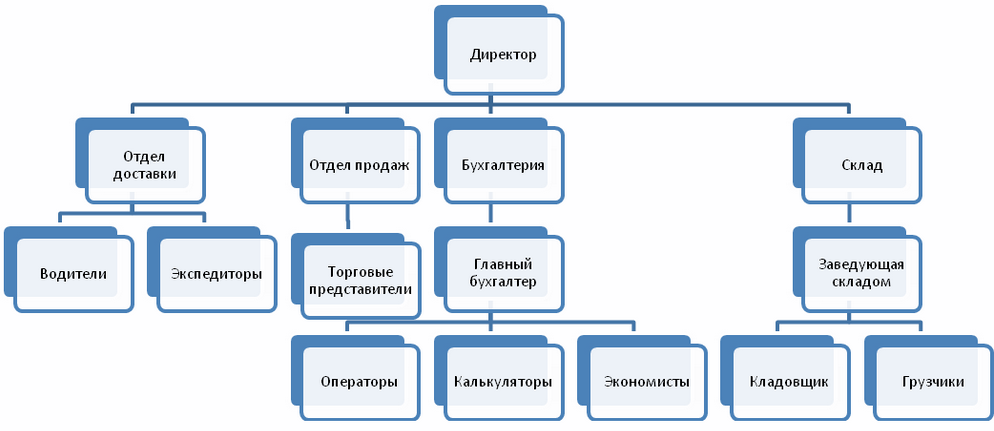 Директор
Отдел
доставки
Отдел продаж
Бухгалтерия
Склад
Водители
Экспедиторы
Торговые
представители
Главный
бухгалтер
Заведующая
складом
Операторы
Калькуляторы
Экономисты
Кладовщик
Грузчики